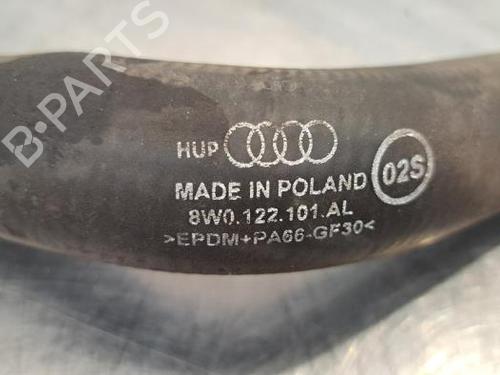 B-PARTS
HUP
MADE IN POLAND
02S
8W0.122.101.AL
>EPDM+PA66-GF30<